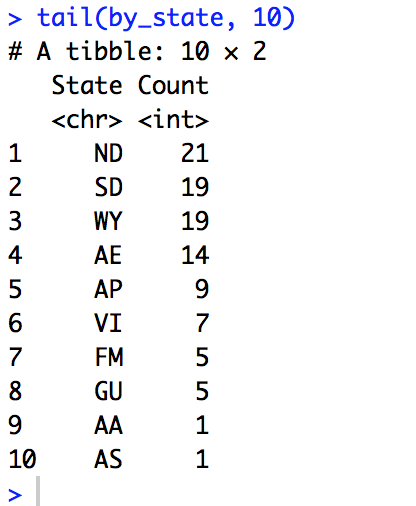 > tail(by_state, 10)
# A tibble: 10 × 2
State Count
<chr> <int>
1 ND 21
2 SD 19
3 WY 19
4 AE 14
5 AP 9
6 VI 7
7 FM 5
8 GU 5
9 AA 1
10 AS 1
>